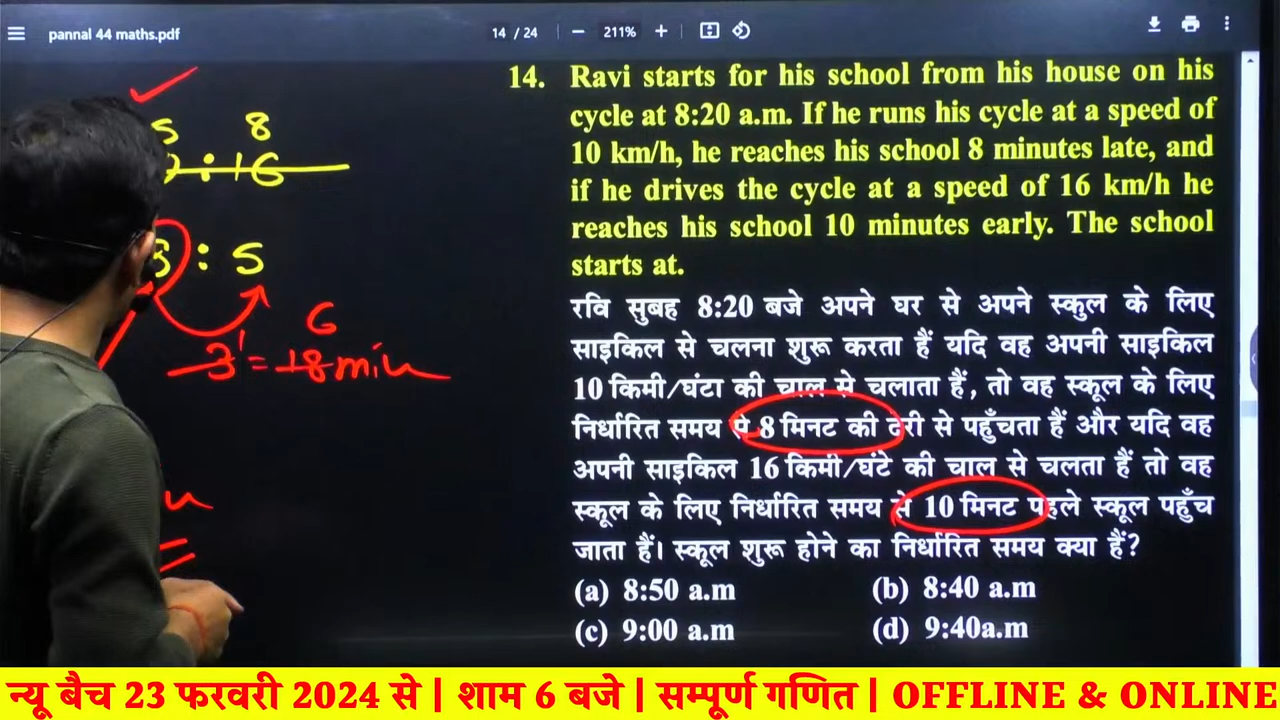 pannal 44 maths.pdf
14 / 24
211%
5 8
: 16
3 : 5
6
3 1 = 18 min
14. Ravi starts for his school from his house on his
cycle at 8:20 a.m. If he runs his cycle at a speed of
10 km/h, he reaches his school 8 minutes late, and
if he drives the cycle at a speed of 16 km/h he
reaches his school 10 minutes early. The school
starts at.
रवि सुबह 8:20 बजे अपने घर से अपने स्कुल के लिए
साइकिल से चलना शुरू करता हैं यदि वह अपनी साइकिल
10 किमी/घंटा की चाल से चलाता हैं, तो वह स्कूल के लिए
निर्धारित समय से 8 मिनट की देरी से पहुँचता हैं और यदि वह
अपनी साइकिल 16 किमी/घंटे की चाल से चलता हैं तो वह
स्कूल के लिए निर्धारित समय से 10 मिनट पहले स्कूल पहुँच
जाता हैं। स्कूल शुरू होने का निर्धारित समय क्या हैं?
(a) 8:50 a.m (b) 8:40 a.m
(c) 9:00 a.m (d) 9:40a.m
न्यू बैच 23 फरवरी 2024 से | शाम 6 बजे | सम्पूर्ण गणित | OFFLINE & ONLINE